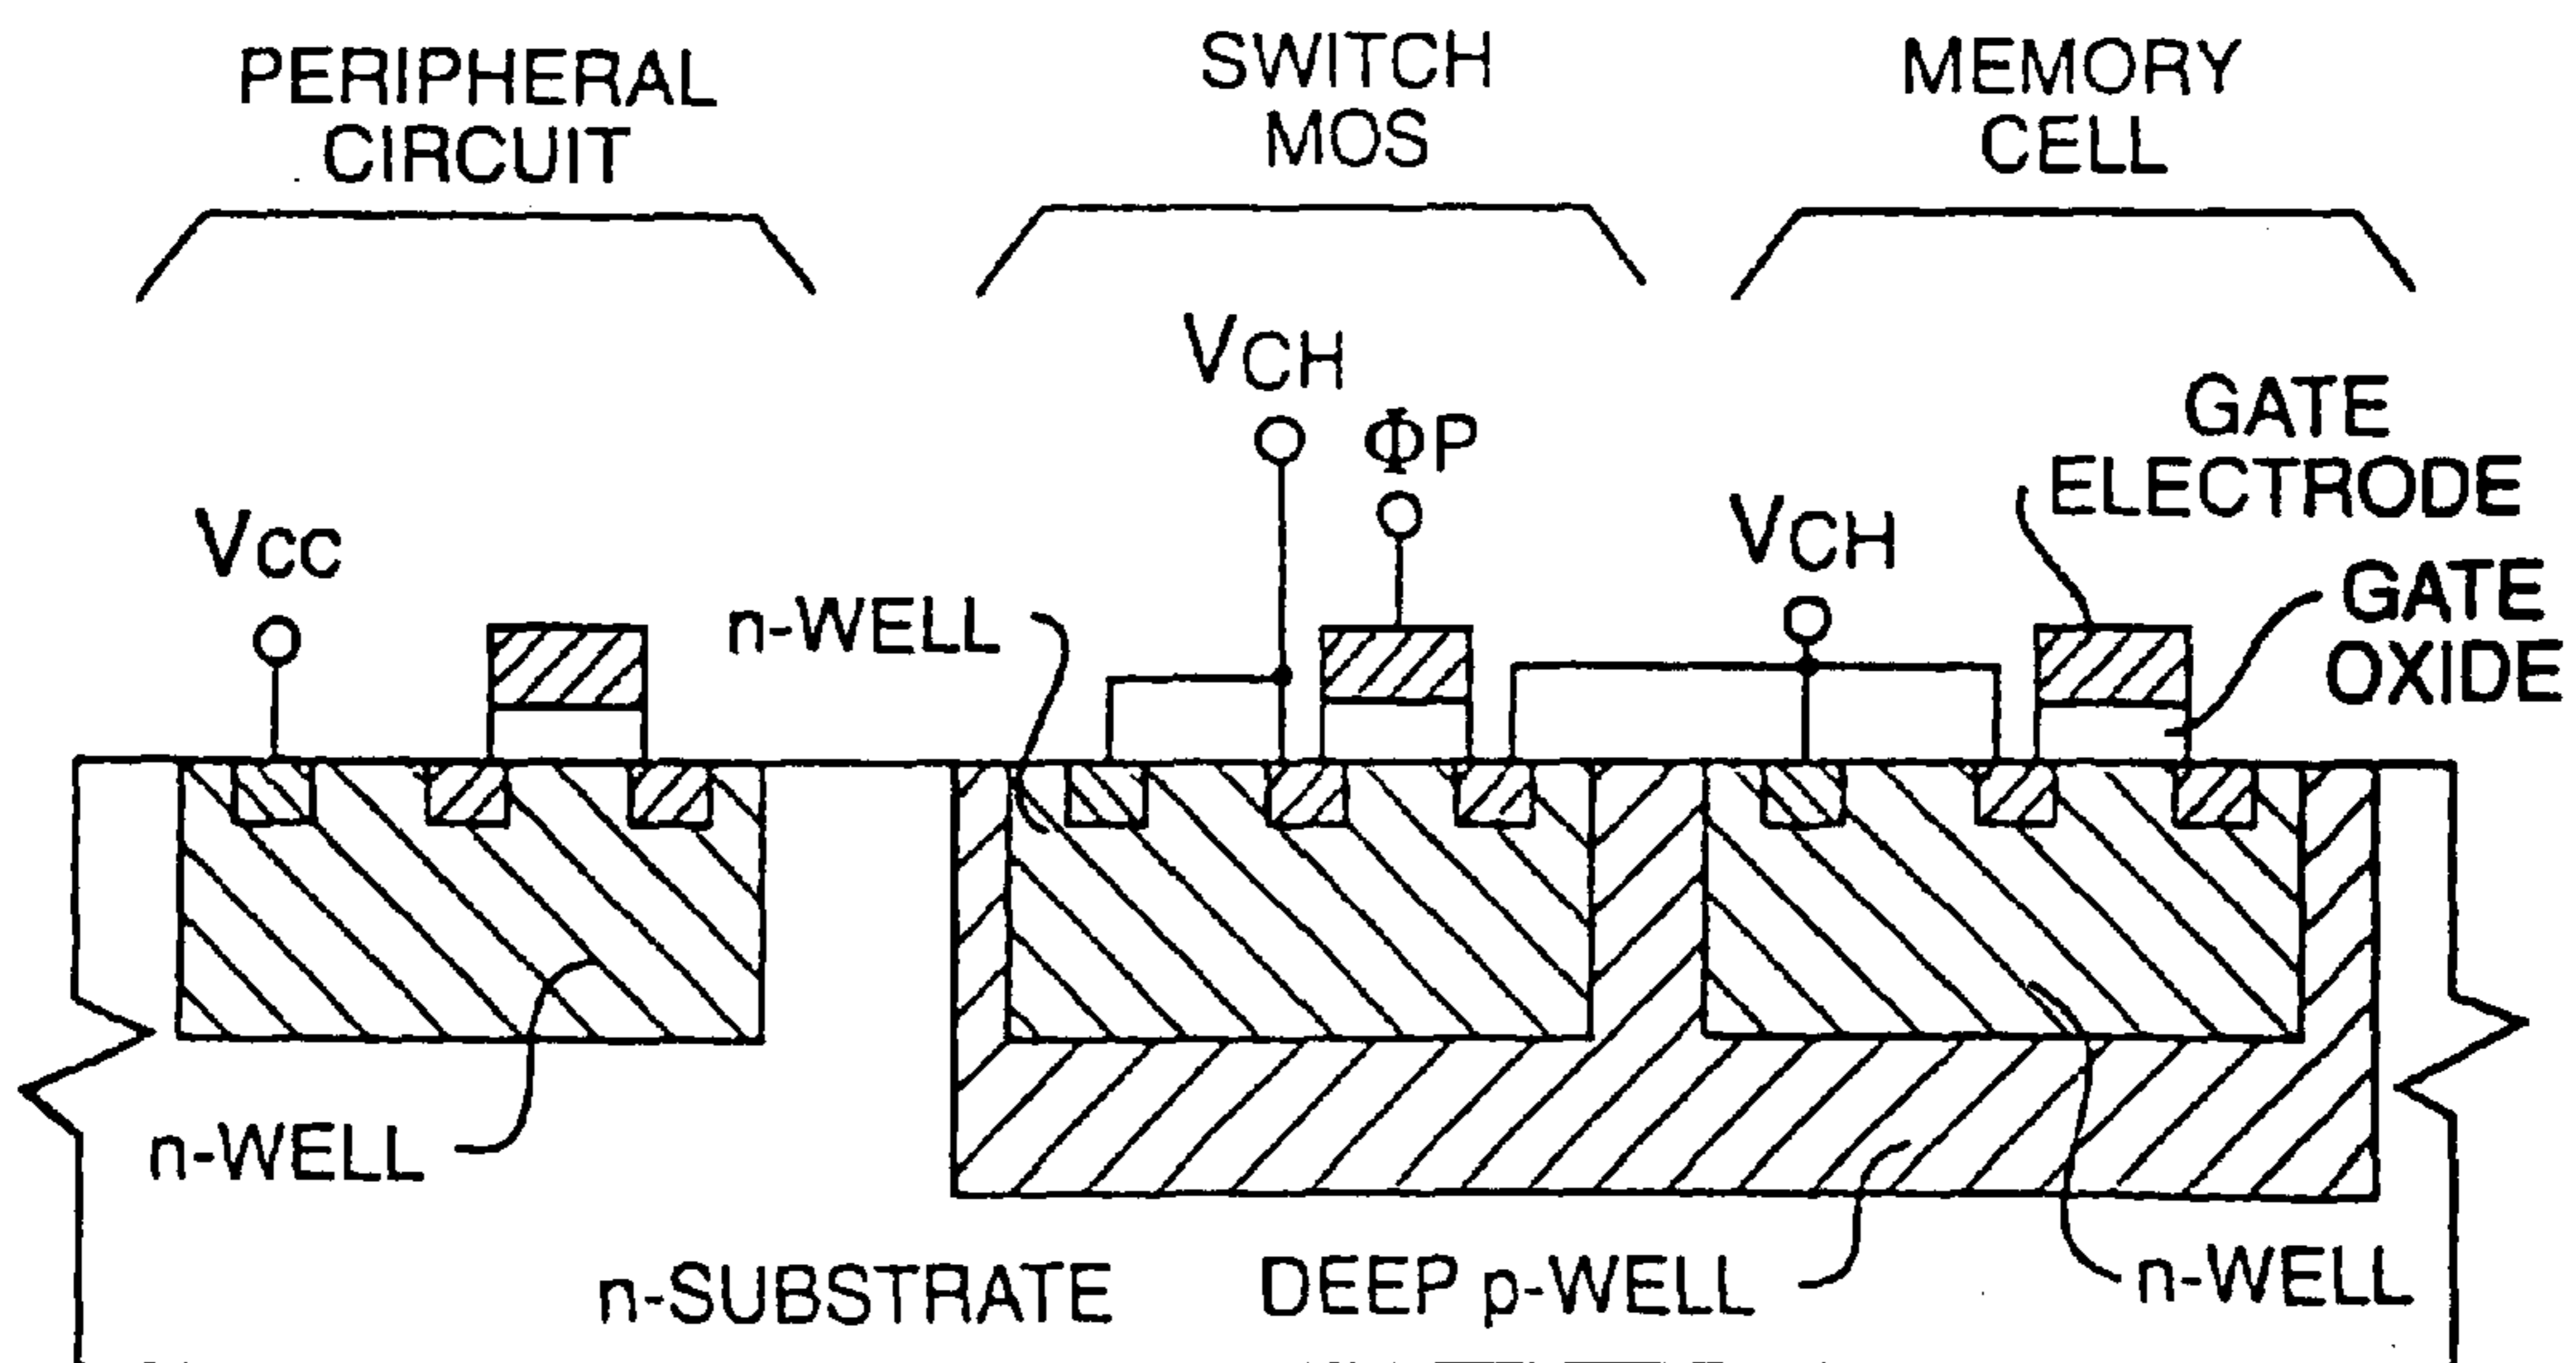 PERIPHERAL
CIRCUIT
SWITCH
MOS
MEMORY
CELL
VCH
ΦP
GATE
ELECTRODE
VCC
VCH
GATE
OXIDE
n-WELL
n-WELL
n-SUBSTRATE
DEEP p-WELL
n-WELL